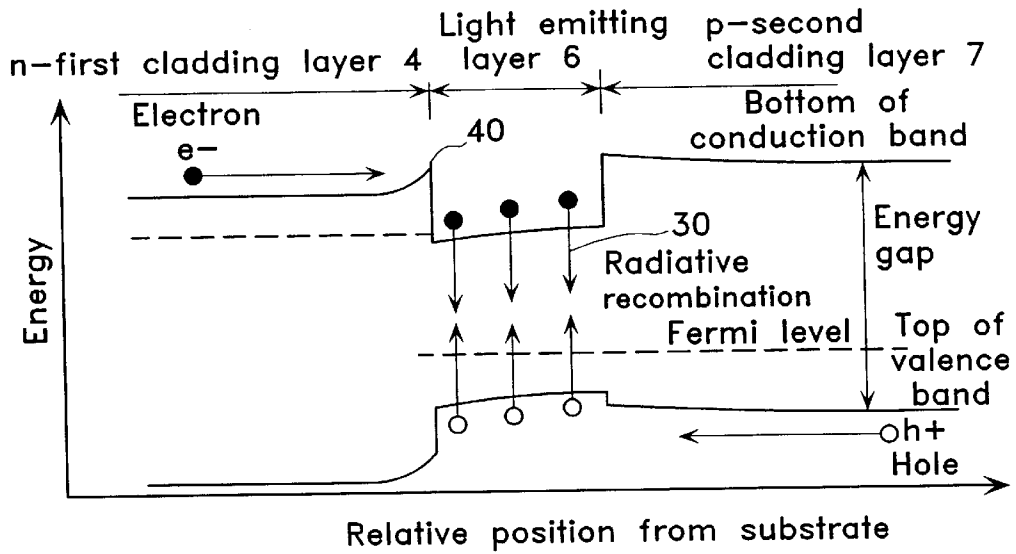 Light emitting
layer 6
n-first cladding layer 4
p-second
cladding layer 7
Electron
e-
40
Bottom of
conduction band
30
Radiative
recombination
Energy
gap
Fermi level
Top of
valence
band
h+
Hole
Energy
Relative position from substrate